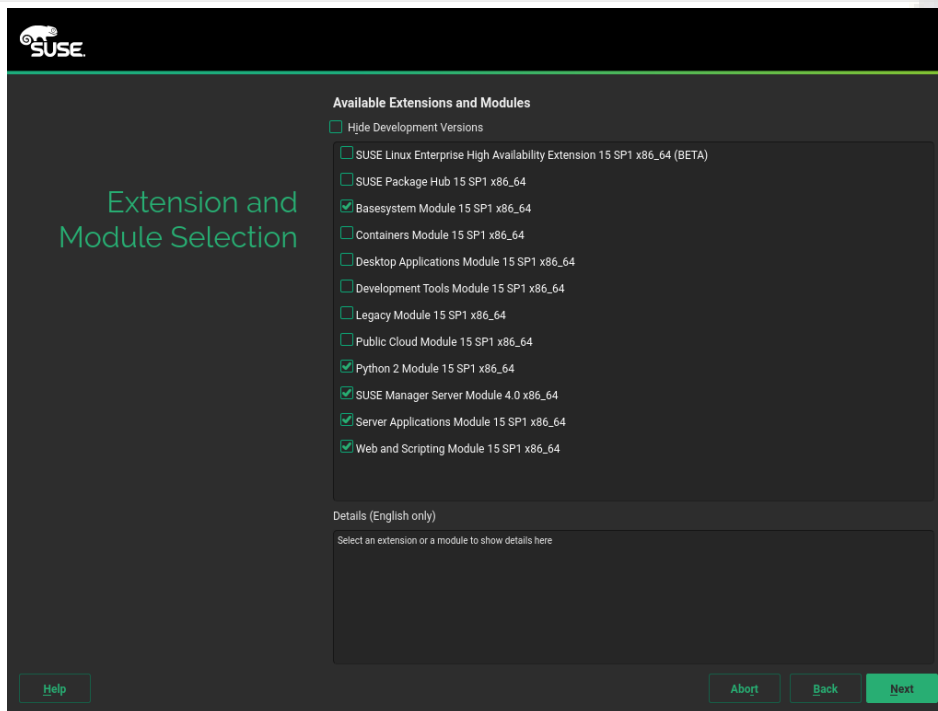 SUSE.
Extension and
Module Selection
Available Extensions and Modules
Hide Development Versions
SUSE Linux Enterprise High Availability Extension 15 SP1 x86_64 (BETA)
SUSE Package Hub 15 SP1 x86_64
Basesystem Module 15 SP1 x86_64
Containers Module 15 SP1 x86_64
Desktop Applications Module 15 SP1 x86_64
Development Tools Module 15 SP1 x86_64
Legacy Module 15 SP1 x86_64
Public Cloud Module 15 SP1 x86_64
Python 2 Module 15 SP1 x86_64
SUSE Manager Server Module 4.0 x86_64
Server Applications Module 15 SP1 x86_64
Web and Scripting Module 15 SP1 x86_64
Details (English only)
Select an extension or a module to show details here
Help
Abort
Back
Next